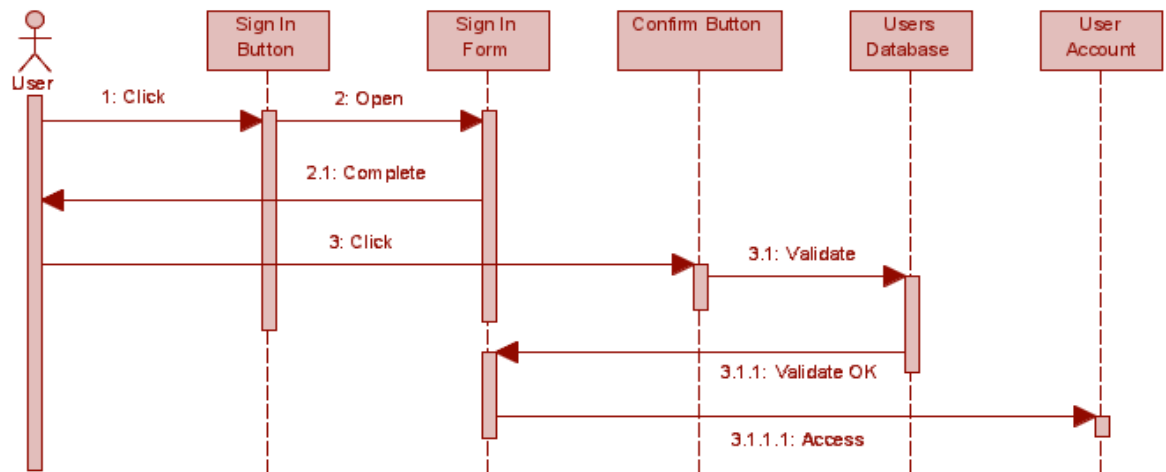 Sign In
Button
Sign In
Form
Confirm Button
Users
Database
User
Account
User
1: Click
2: Open
2.1: Complete
3: Click
3.1: Validate
3.1.1: Validate OK
3.1.1.1: Access